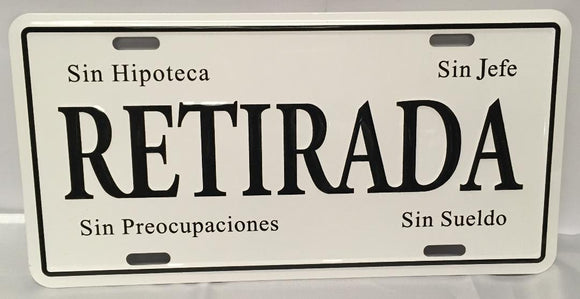 Sin Hipoteca Sin Jefe
RETIRADA
Sin Preocupaciones Sin Sueldo